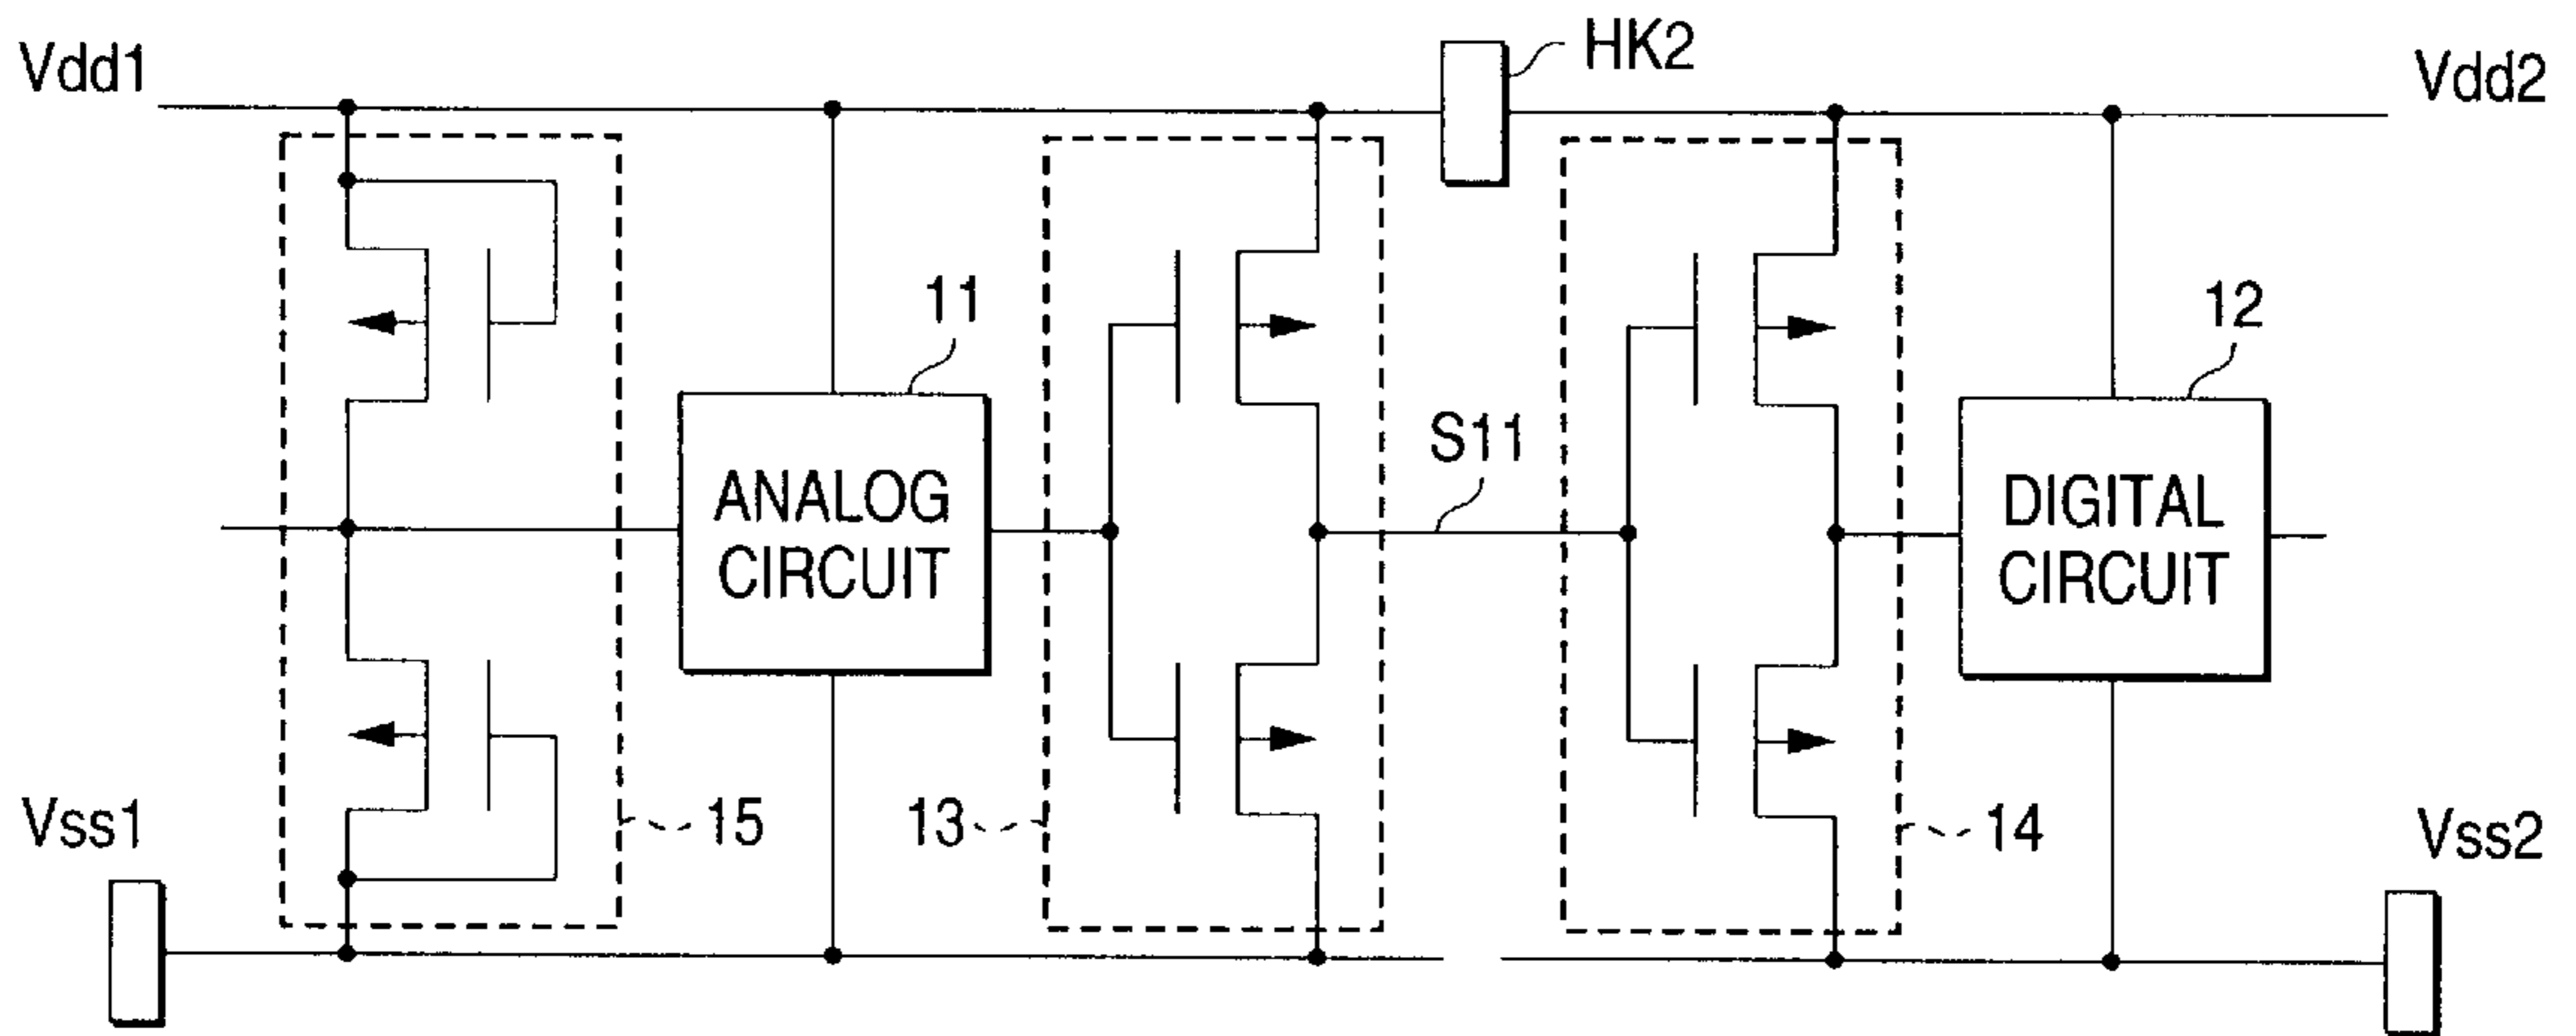 HK2
Vdd1
Vdd2
11
12
S11
ANALOG
CIRCUIT
DIGITAL
CIRCUIT
Vss1
15
13
14
Vss2